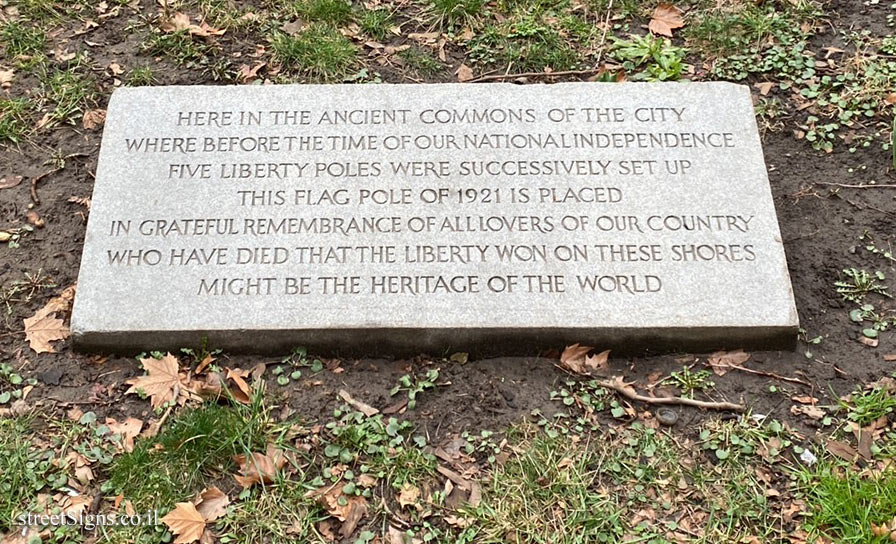 HERE IN THE ANCIENT COMMONS OF THE CITY
WHERE BEFORE THE TIME OF OUR NATIONAL INDEPENDENCE
FIVE LIBERTY POLES WERE SUCCESSIVELY SET UP
THIS FLAG POLE OF 1921 IS PLACED
IN GRATEFUL REMEMBRANCE OF ALL LOVERS OF OUR COUNTRY
WHO HAVE DIED THAT THE LIBERTY WON ON THESE SHORES
MIGHT BE THE HERITAGE OF THE WORLD
streetSigns.co.il